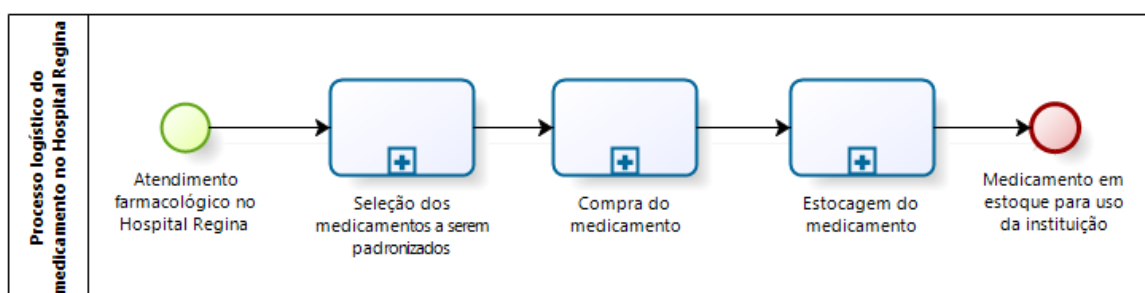 Processo logístico do
medicamento no Hospital Regina
Atendimento
farmacológico no
Hospital Regina
Seleção dos
medicamentos a serem
padronizados
Compra do
medicamento
Estocagem do
medicamento
Medicamento em
estoque para uso
da instituição